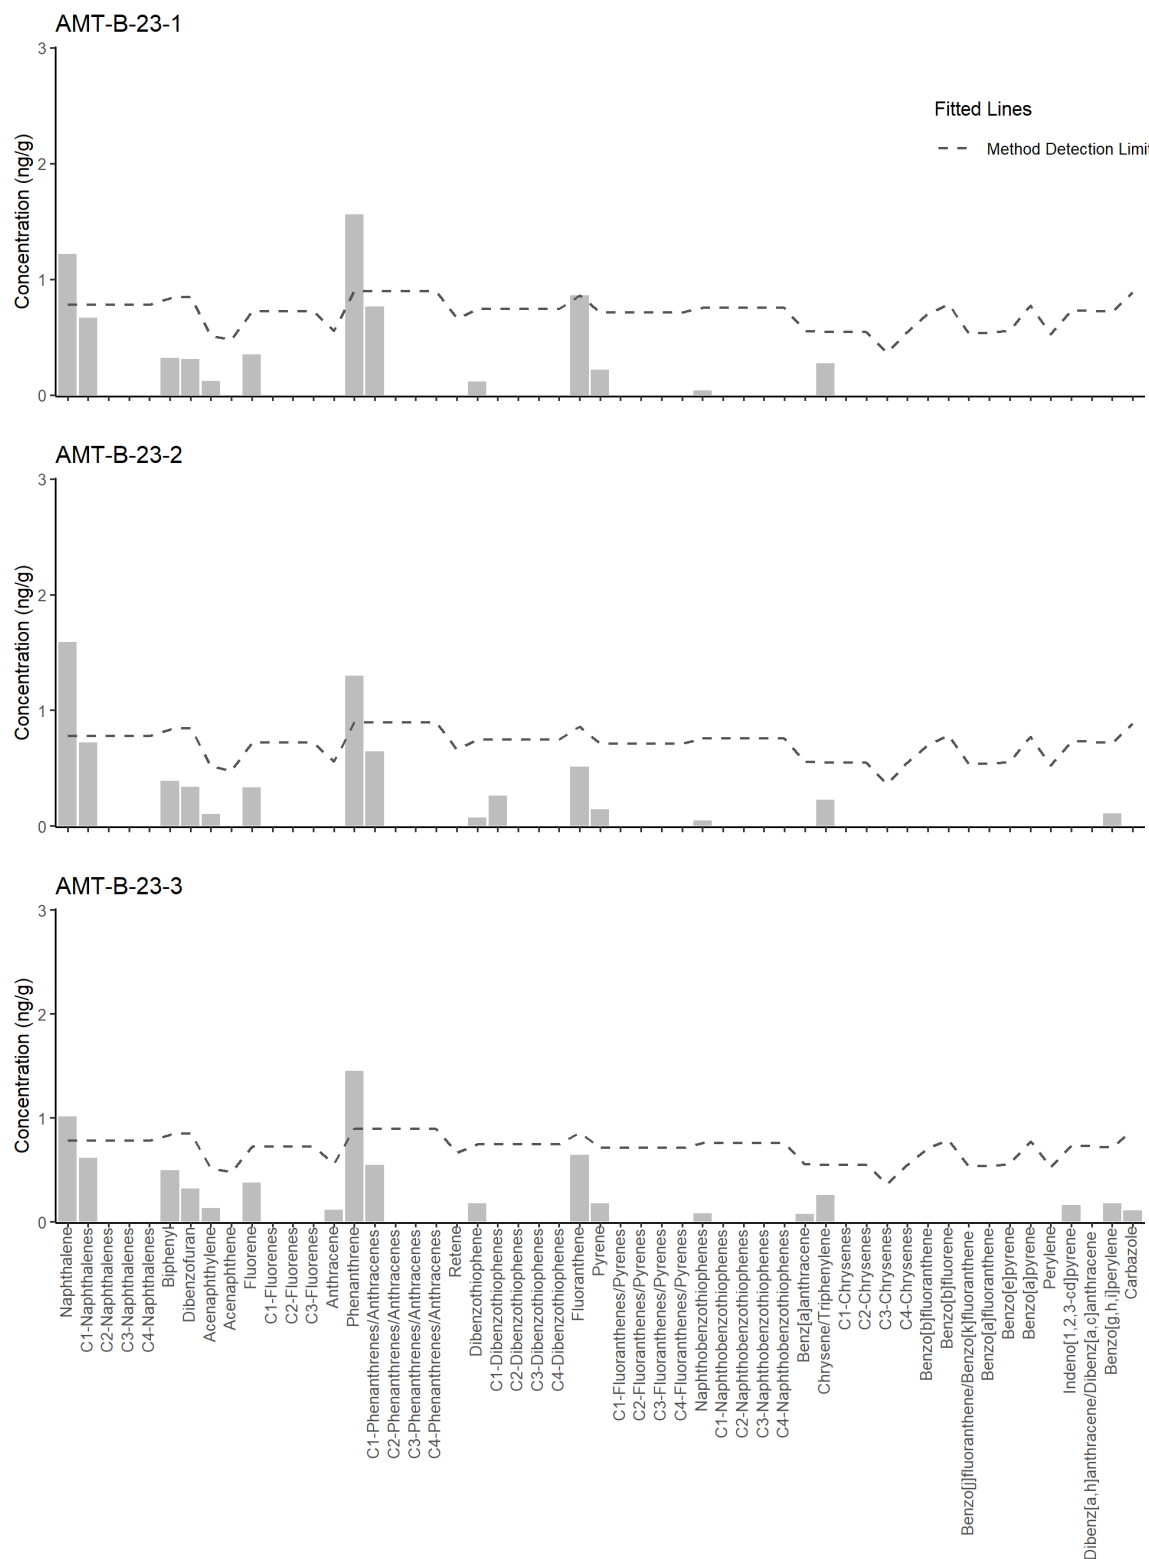 AMT-B-23-1
3
2
1
0
Concentration (ng/g)
Fitted Lines
Method Detection Limit
AMT-B-23-2
3
2
1
0
Concentration (ng/g)
AMT-B-23-3
3
2
1
0
Concentration (ng/g)
Naphthalene
C1-Naphthalenes
C2-Naphthalenes
C3-Naphthalenes
C4-Naphthalenes
Biphenyl
Dibenzofuran
Acenaphthylene
Acenaphthene
Fluorene
C1-Fluorenes
C2-Fluorenes
C3-Fluorenes
Anthracene
Phenanthrene
C1-Phenanthrenes/Anthracenes
C2-Phenanthrenes/Anthracenes
C3-Phenanthrenes/Anthracenes
C4-Phenanthrenes/Anthracenes
Retene
Dibenzothiophene
C1-Dibenzothiophenes
C2-Dibenzothiophenes
C3-Dibenzothiophenes
C4-Dibenzothiophenes
Fluoranthene
Pyrene
C1-Fluoranthenes/Pyrenes
C2-Fluoranthenes/Pyrenes
C3-Fluoranthenes/Pyrenes
C4-Fluoranthenes/Pyrenes
Naphthobenzothiophenes
C1-Naphthobenzothiophenes
C2-Naphthobenzothiophenes
C3-Naphthobenzothiophenes
C4-Naphthobenzothiophenes
Benz[a]anthracene
Chrysene/Triphenylene
C1-Chrysenes
C2-Chrysenes
C3-Chrysenes
C4-Chrysenes
Benzo[b]fluoranthene
Benzo[b]fluorene
Benzo[j]fluoranthene/Benzo[k]fluoranthene
Benzo[a]fluoranthene
Benzo[e]pyrene
Benzo[a]pyrene
Perylene
Indeno[1,2,3-cd]pyrene
Dibenz[a,h]anthracene/Dibenz[a,c]anthracene
Benzo[g,h,i]perylene
Carbazole